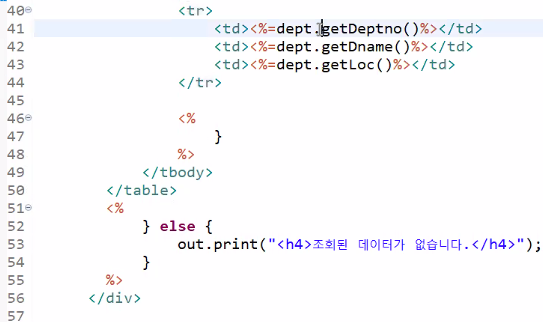 40 <tr>
41 <td><%=dept.getDeptno()%></td>
42 <td><%=dept.getDname()%></td>
43 <td><%=dept.getLoc()%></td>
44 </tr>
45
46 <%
47 }
48 %>
49 </tbody>
50 </table>
51 <%
52 } else {
53 out.print("<h4>조회된 데이터가 없습니다.</h4>");
54 }
55 %>
56 </div>
57